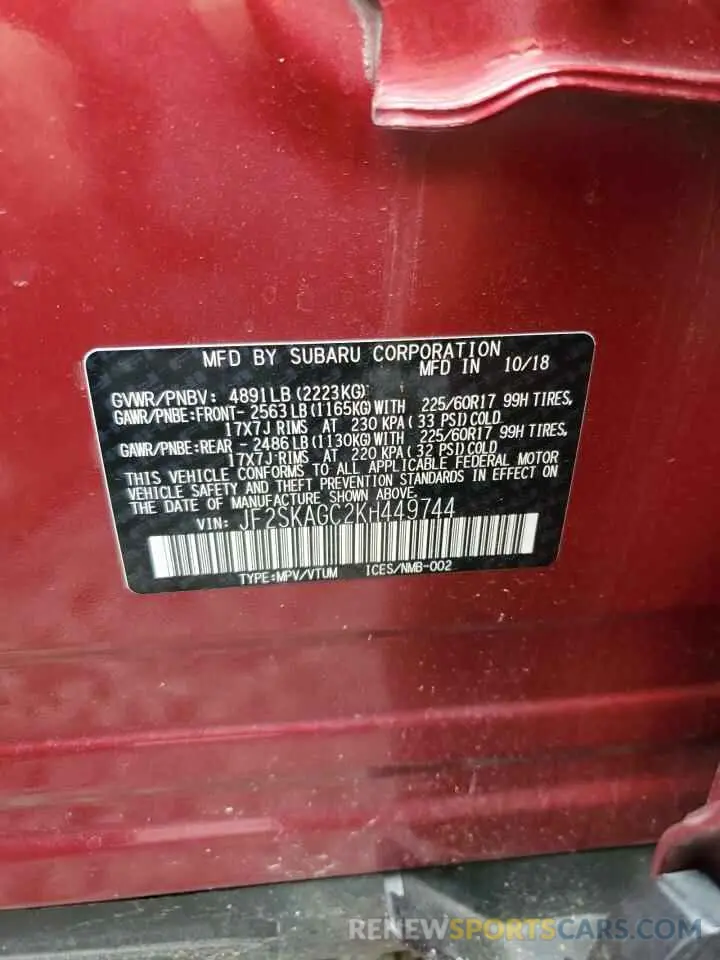 MFD BY SUBARU CORPORATION
MFD IN 10/18
GVWR/PNBV: 4891LB (2223KG)
GAWR/PNBE:FRONT- 2563LB (1165KG) WITH 225/60R17 99H TIRES,
17X7J RIMS AT 230 KPA (33 PSI) COLD
GAWR/PNBE:REAR - 2486LB (1130KG) WITH 225/60R17 99H TIRES,
17X7J RIMS AT 220 KPA (32 PSI) COLD
THIS VEHICLE CONFORMS TO ALL APPLICABLE FEDERAL MOTOR
VEHICLE SAFETY AND THEFT PREVENTION STANDARDS IN EFFECT ON
THE DATE OF MANUFACTURE SHOWN ABOVE.
VIN: JF2SKAGC2KH449744
TYPE:MPV/VTUM ICES/NMB-002
RENEWSPORTSCARS.COM